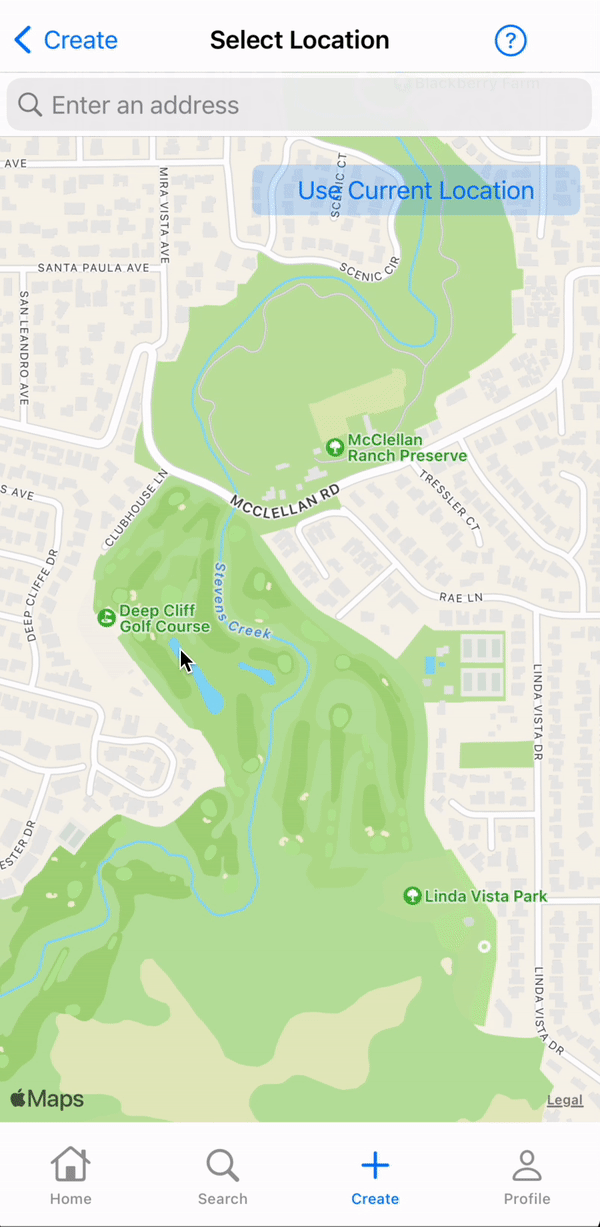 Create
Select Location
?
Blackberry Farm
Enter an address
AVE
MIRA VISTA AVE
SCENIC CT
Use Current Location
SANTA PAULA AVE
SCENIC CIR
SAN LEANDRO AVE
McClellan
Ranch Preserve
CLUBHOUSE LN
MCCLELLAN RD
TRESSLER CT
S AVE
DEEP CLIFFE DR
Stevens Creek
RAE LN
Deep Cliff
Golf Course
LINDA VISTA DR
ESTER DR
Linda Vista Park
LINDA VISTA DR
Maps
Legal
Home
Search
Create
Profile